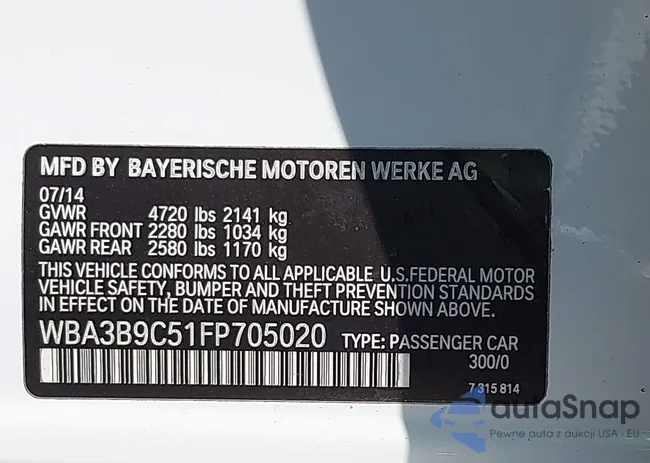 MFD BY BAYERISCHE MOTOREN WERKE AG
07/14
GVWR 4720 lbs 2141 kg
GAWR FRONT 2280 lbs 1034 kg
GAWR REAR 2580 lbs 1170 kg
THIS VEHICLE CONFORMS TO ALL APPLICABLE U.S.FEDERAL MOTOR
VEHICLE SAFETY, BUMPER AND THEFT PREVENTION STANDARDS
IN EFFECT ON THE DATE OF MANUFACTURE SHOWN ABOVE.
WBA3B9C51FP705020 TYPE: PASSENGER CAR
300/0
7 315 814
autaSnap
Pewne auta z aukcji USA i EU